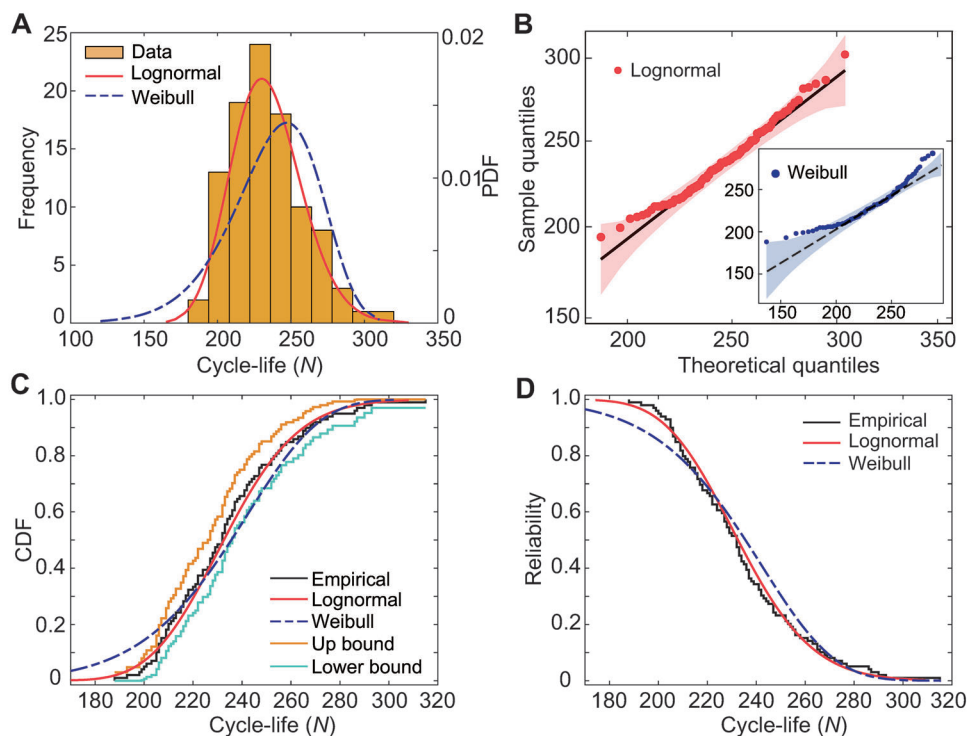 A
Frequency
25
20
15
10
5
0
Data
Lognormal
Weibull
0.02
0.01
0
PDF
100
150
200
250
300
350
Cycle-life (N)
B
Sample quantiles
300
250
200
150
Lognormal
Weibull
250
200
150
150
200
250
200
250
300
350
Theoretical quantiles
C
CDF
1.0
0.8
0.6
0.4
0.2
0
Empirical
Lognormal
Weibull
Up bound
Lower bound
180
200
220
240
260
280
300
320
Cycle-life (N)
D
Reliability
1.0
0.8
0.6
0.4
0.2
0
Empirical
Lognormal
Weibull
180
200
220
240
260
280
300
320
Cycle-life (N)